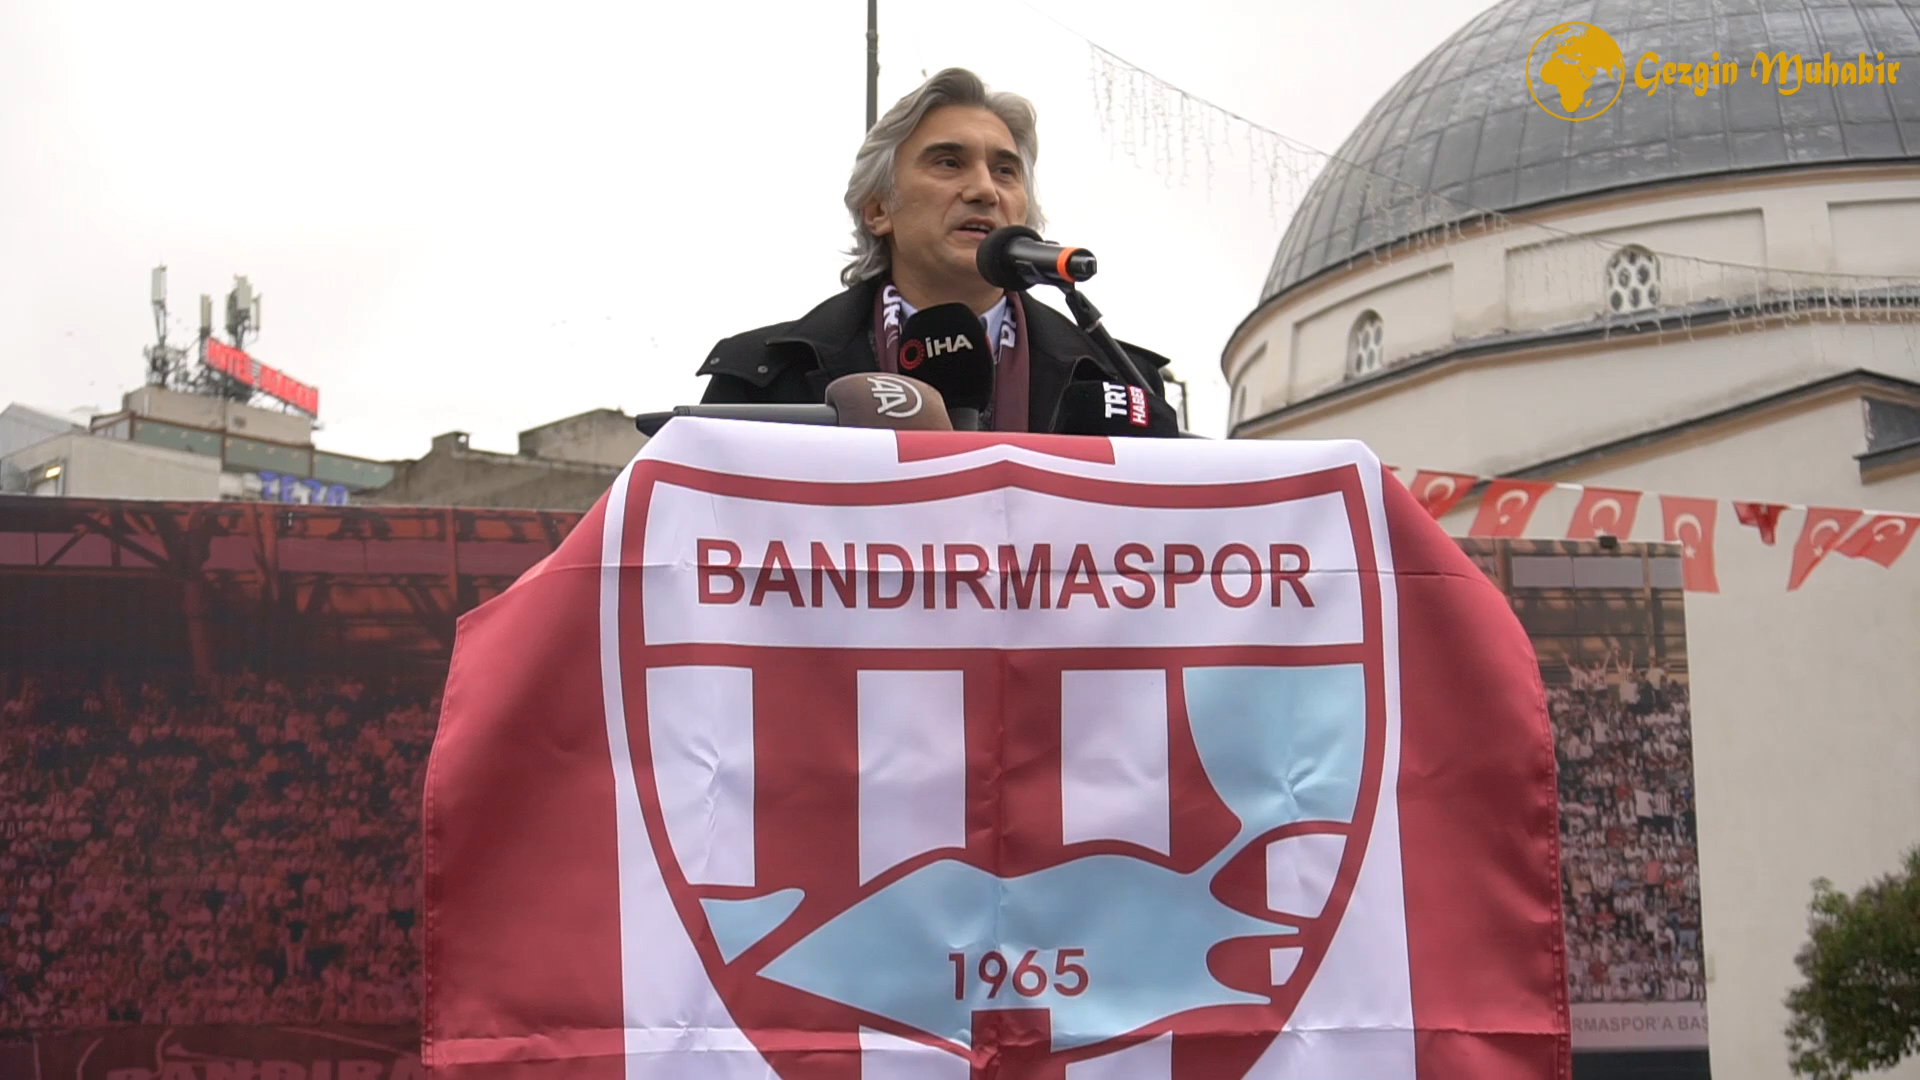 Gezgin Muhabir
İHA
AA
TRT
HABER
BANDIRMASPOR
1965